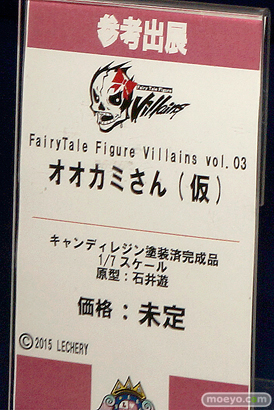 参考出展
FairyTale Figure
Villains
FairyTale Figure Villains vol.03
オオカミさん(仮)
キャンディレジン塗装済完成品
1/7スケール
原型:石井遊
価格:未定
©2015 LECHERY
moeyo.com